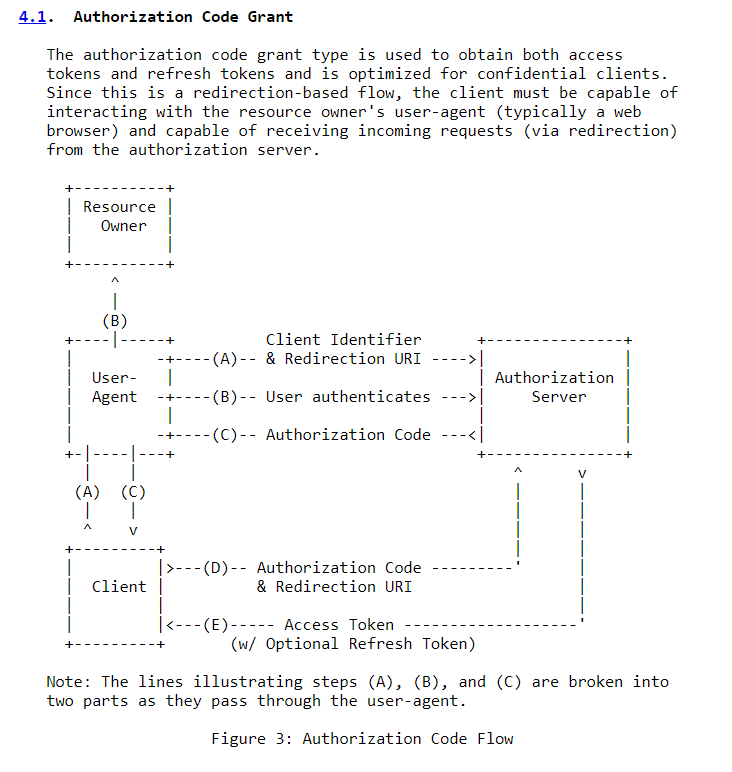 4.1.  Authorization Code Grant

   The authorization code grant type is used to obtain both access
   tokens and refresh tokens and is optimized for confidential clients.
   Since this is a redirection-based flow, the client must be capable of
   interacting with the resource owner's user-agent (typically a web
   browser) and capable of receiving incoming requests (via redirection)
   from the authorization server.

     +----------+
     | Resource |
     |   Owner  |
     |          |
     +----------+
          ^
          |
         (B)
     +----|-----+          Client Identifier      +---------------+
     |         -+----(A)-- & Redirection URI ---->|               |
     |  User-   |                                 | Authorization |
     |  Agent  -+----(B)-- User authenticates --->|     Server    |
     |          |                                 |               |
     |         -+----(C)-- Authorization Code ---<|               |
     +-|----|---+                                 +---------------+
       |    |                                         ^      v
      (A)  (C)                                        |      |
       |    |                                         |      |
       ^    v                                         |      |
     +---------+                                      |      |
     |         |>---(D)-- Authorization Code ---------'      |
     |  Client |          & Redirection URI                  |
     |         |                                             |
     |         |<---(E)----- Access Token -------------------'
     +---------+       (w/ Optional Refresh Token)

   Note: The lines illustrating steps (A), (B), and (C) are broken into
   two parts as they pass through the user-agent.

                     Figure 3: Authorization Code Flow